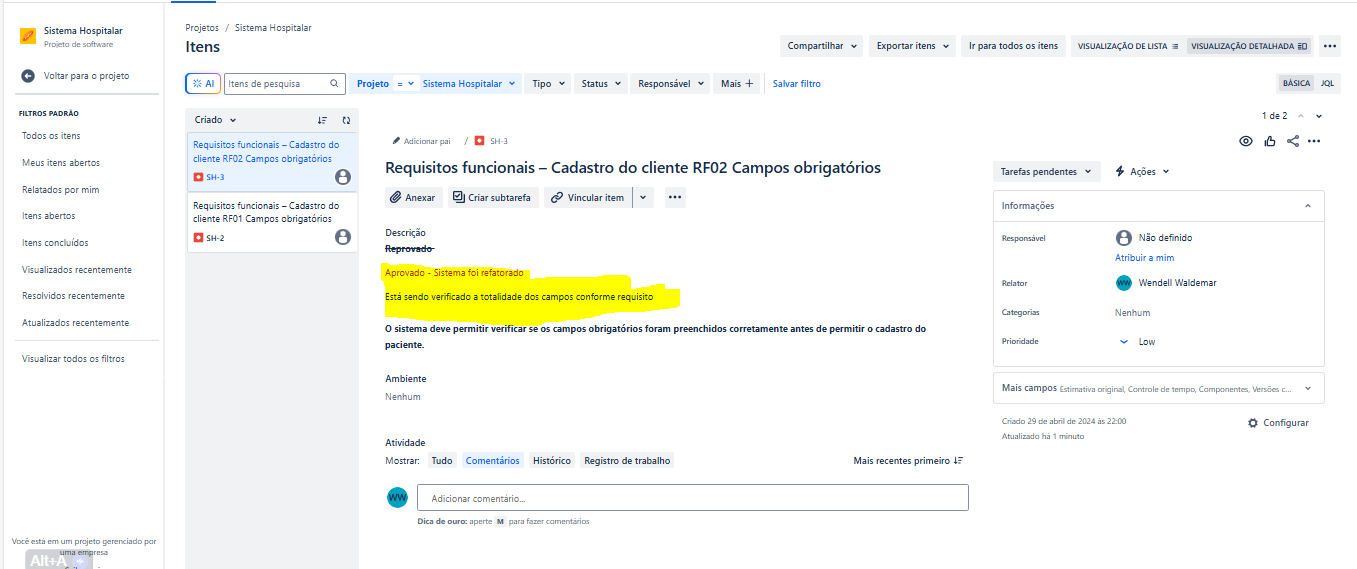 Sistema Hospitalar
Projeto de software
Voltar para o projeto
FILTROS PADRÃO
Todos os itens
Meus itens abertos
Relatados por mim
Itens abertos
Itens concluídos
Visualizados recentemente
Resolvidos recentemente
Atualizados recentemente
Visualizar todos os filtros
Você está em um projeto gerenciado por
uma empresa
Alt+A
Projetos / Sistema Hospitalar
Itens
Compartilhar
Exportar itens
Ir para todos os itens
VISUALIZAÇÃO DE LISTA
VISUALIZAÇÃO DETALHADA
AI
Itens de pesquisa
Projeto = Sistema Hospitalar
Tipo
Status
Responsável
Mais +
Salvar filtro
BÁSICA
JQL
Criado
Requisitos funcionais – Cadastro do
cliente RF02 Campos obrigatórios
SH-3
Requisitos funcionais – Cadastro do
cliente RF01 Campos obrigatórios
SH-2
1 de 2
Adicionar pai / SH-3
Requisitos funcionais – Cadastro do cliente RF02 Campos obrigatórios
Anexar
Criar subtarefa
Vincular item
Descrição
Reprovado
Aprovado - Sistema foi refatorado
Está sendo verificado a totalidade dos campos conforme requisito
O sistema deve permitir verificar se os campos obrigatórios foram preenchidos corretamente antes de permitir o cadastro do
paciente.
Ambiente
Nenhum
Atividade
Mostrar: Tudo Comentários Histórico Registro de trabalho
Mais recentes primeiro
WW
Adicionar comentário...
Dica de ouro: aperte M para fazer comentários
Tarefas pendentes
Ações
Informações
Responsável
Não definido
Atribuir a mim
Relator
WW Wendell Waldemar
Categorias
Nenhum
Prioridade
Low
Mais campos Estimativa original, Controle de tempo, Componentes, Versões c...
Criado 29 de abril de 2024 às 22:00
Atualizado há 1 minuto
Configurar